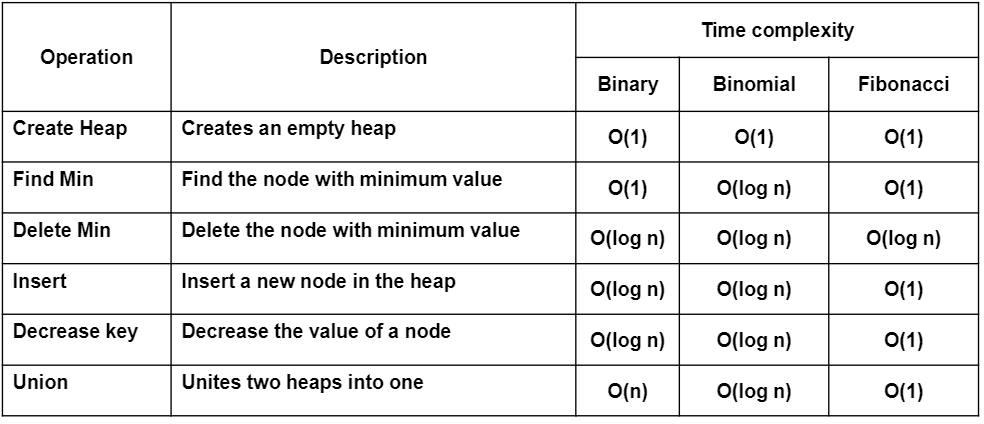 Operation Description Time complexity
Binary Binomial Fibonacci
Create Heap Creates an empty heap O(1) O(1) O(1)
Find Min Find the node with minimum value O(1) O(log n) O(1)
Delete Min Delete the node with minimum value O(log n) O(log n) O(log n)
Insert Insert a new node in the heap O(log n) O(log n) O(1)
Decrease key Decrease the value of a node O(log n) O(log n) O(1)
Union Unites two heaps into one O(n) O(log n) O(1)